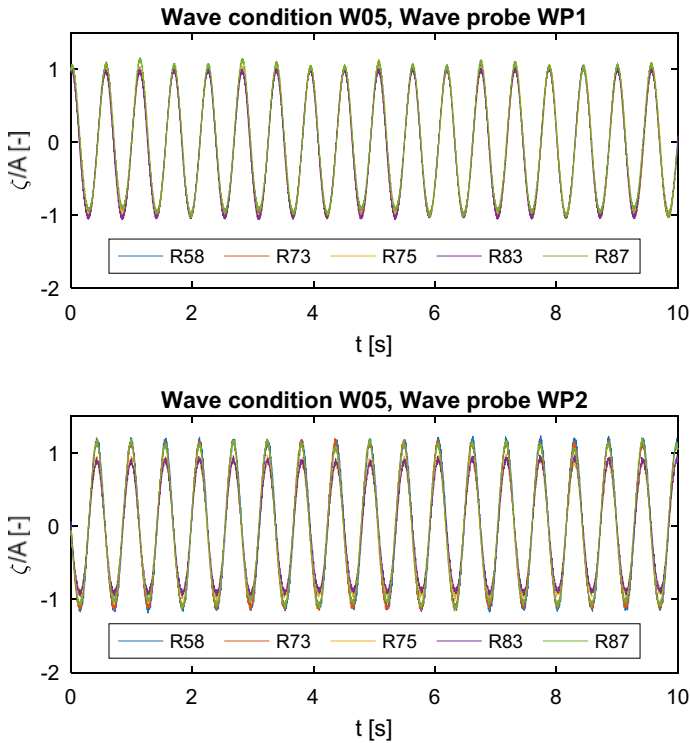 Wave condition W05, Wave probe WP1
1
0
-1
-2
ζ/A [-]
R58 R73 R75 R83 R87
0 2 4 6 8 10
t [s]
Wave condition W05, Wave probe WP2
1
0
-1
-2
ζ/A [-]
R58 R73 R75 R83 R87
0 2 4 6 8 10
t [s]